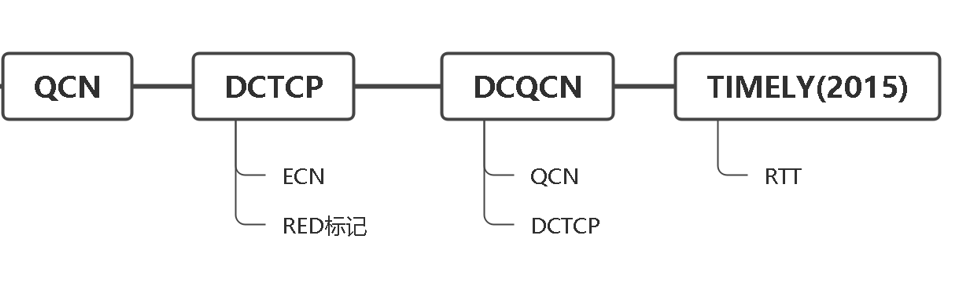 QCN
DCTCP
DCQCN
TIMELY(2015)
ECN
QCN
RTT
RED标记
DCTCP